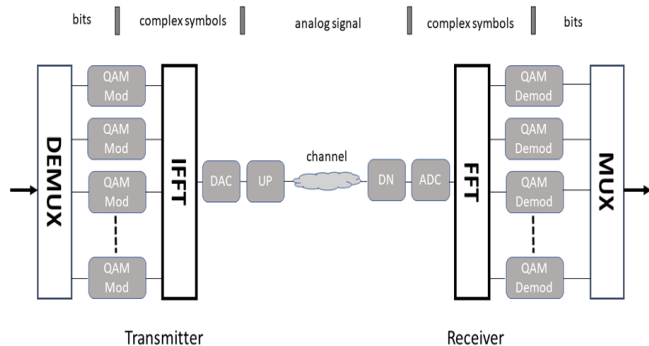 bits
complex symbols
analog signal
complex symbols
bits
DEMUX
QAM
Mod
QAM
Mod
QAM
Mod
QAM
Mod
IFFT
DAC
UP
channel
DN
ADC
FFT
QAM
Demod
QAM
Demod
QAM
Demod
QAM
Demod
MUX
Transmitter
Receiver